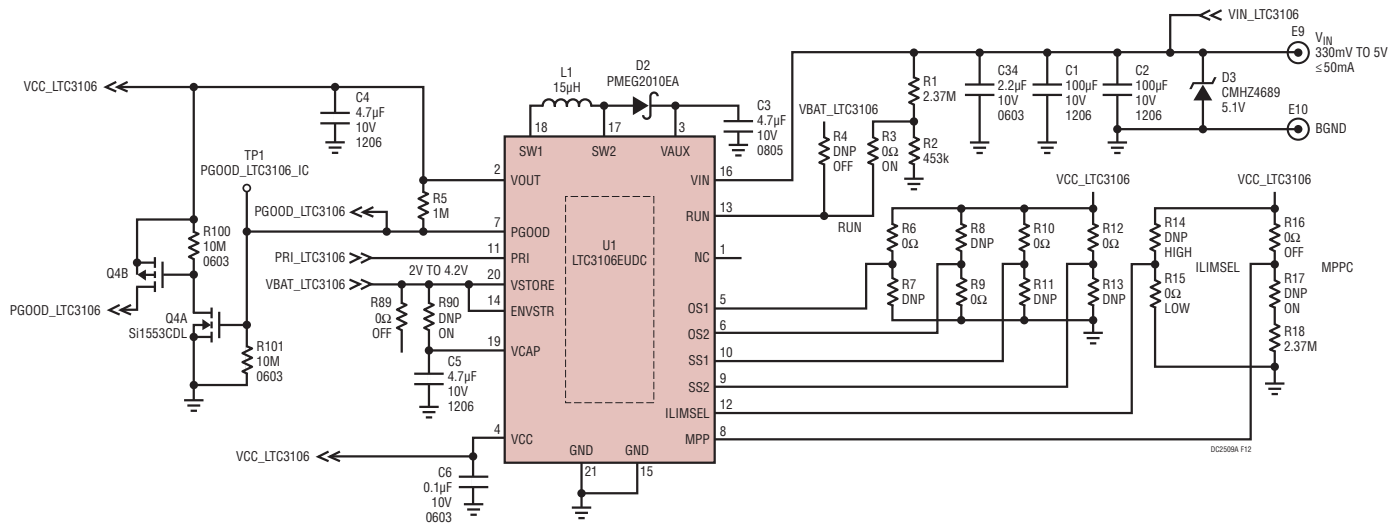 VIN_LTC3106
E9
VIN
330mV TO 5V
≤50mA
VCC_LTC3106
C4
4.7µF
10V
1206
L1
15µH
D2
PMEG2010EA
C3
4.7µF
10V
0805
VBAT_LTC3106
R4
DNP
OFF
R3
0Ω
ON
R1
2.37M
R2
453k
C34
2.2µF
10V
0603
C1
100µF
10V
1206
C2
100µF
10V
1206
D3
CMHZ4689
5.1V
E10
BGND
TP1
PGOOD_LTC3106_IC
PGOOD_LTC3106
R5
1M
R100
10M
0603
Q4B
PGOOD_LTC3106
Q4A
Si1553CDL
R101
10M
0603
PRI_LTC3106
VBAT_LTC3106
2V TO 4.2V
R89
0Ω
OFF
R90
DNP
ON
C5
4.7µF
10V
1206
VCC_LTC3106
C6
0.1µF
10V
0603
18
17
3
SW1
SW2
VAUX
2
VOUT
7
PGOOD
11
PRI
20
VSTORE
14
ENVSTR
19
VCAP
4
VCC
GND
GND
21
15
U1
LTC3106EUDC
VIN
16
RUN
13
RUN
NC
1
OS1
5
OS2
6
SS1
10
SS2
9
ILIMSEL
12
MPP
8
VCC_LTC3106
R6
0Ω
R8
DNP
R10
0Ω
R12
0Ω
R7
DNP
R9
0Ω
R11
DNP
R13
DNP
VCC_LTC3106
R14
DNP
HIGH
ILIMSEL
R15
0Ω
LOW
R16
0Ω
OFF
MPPC
R17
DNP
ON
R18
2.37M
DC2509A F12